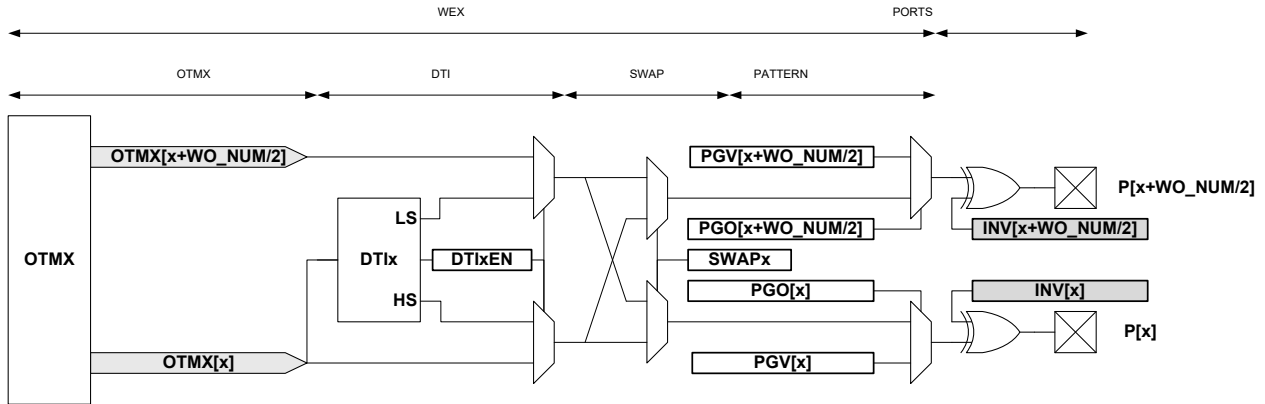 WEX PORTS
OTMX DTI SWAP PATTERN
OTMX[x+WO_NUM/2] PGV[x+WO_NUM/2]
P[x+WO_NUM/2]
LS PGO[x+WO_NUM/2] INV[x+WO_NUM/2]
OTMX DTIx DTIxEN SWAPx
HS PGO[x] INV[x]
P[x]
OTMX[x] PGV[x]